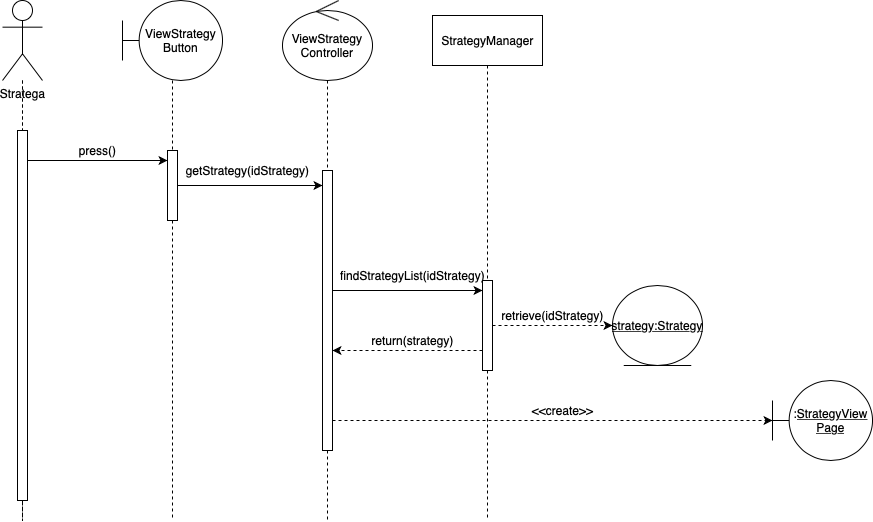 ViewStrategy
Button
ViewStrategy
Controller
StrategyManager
Stratega
press()
getStrategy(idStrategy)
findStrategyList(idStrategy)
retrieve(idStrategy)
strategy:Strategy
return(strategy)
<<create>>
:StrategyView
Page